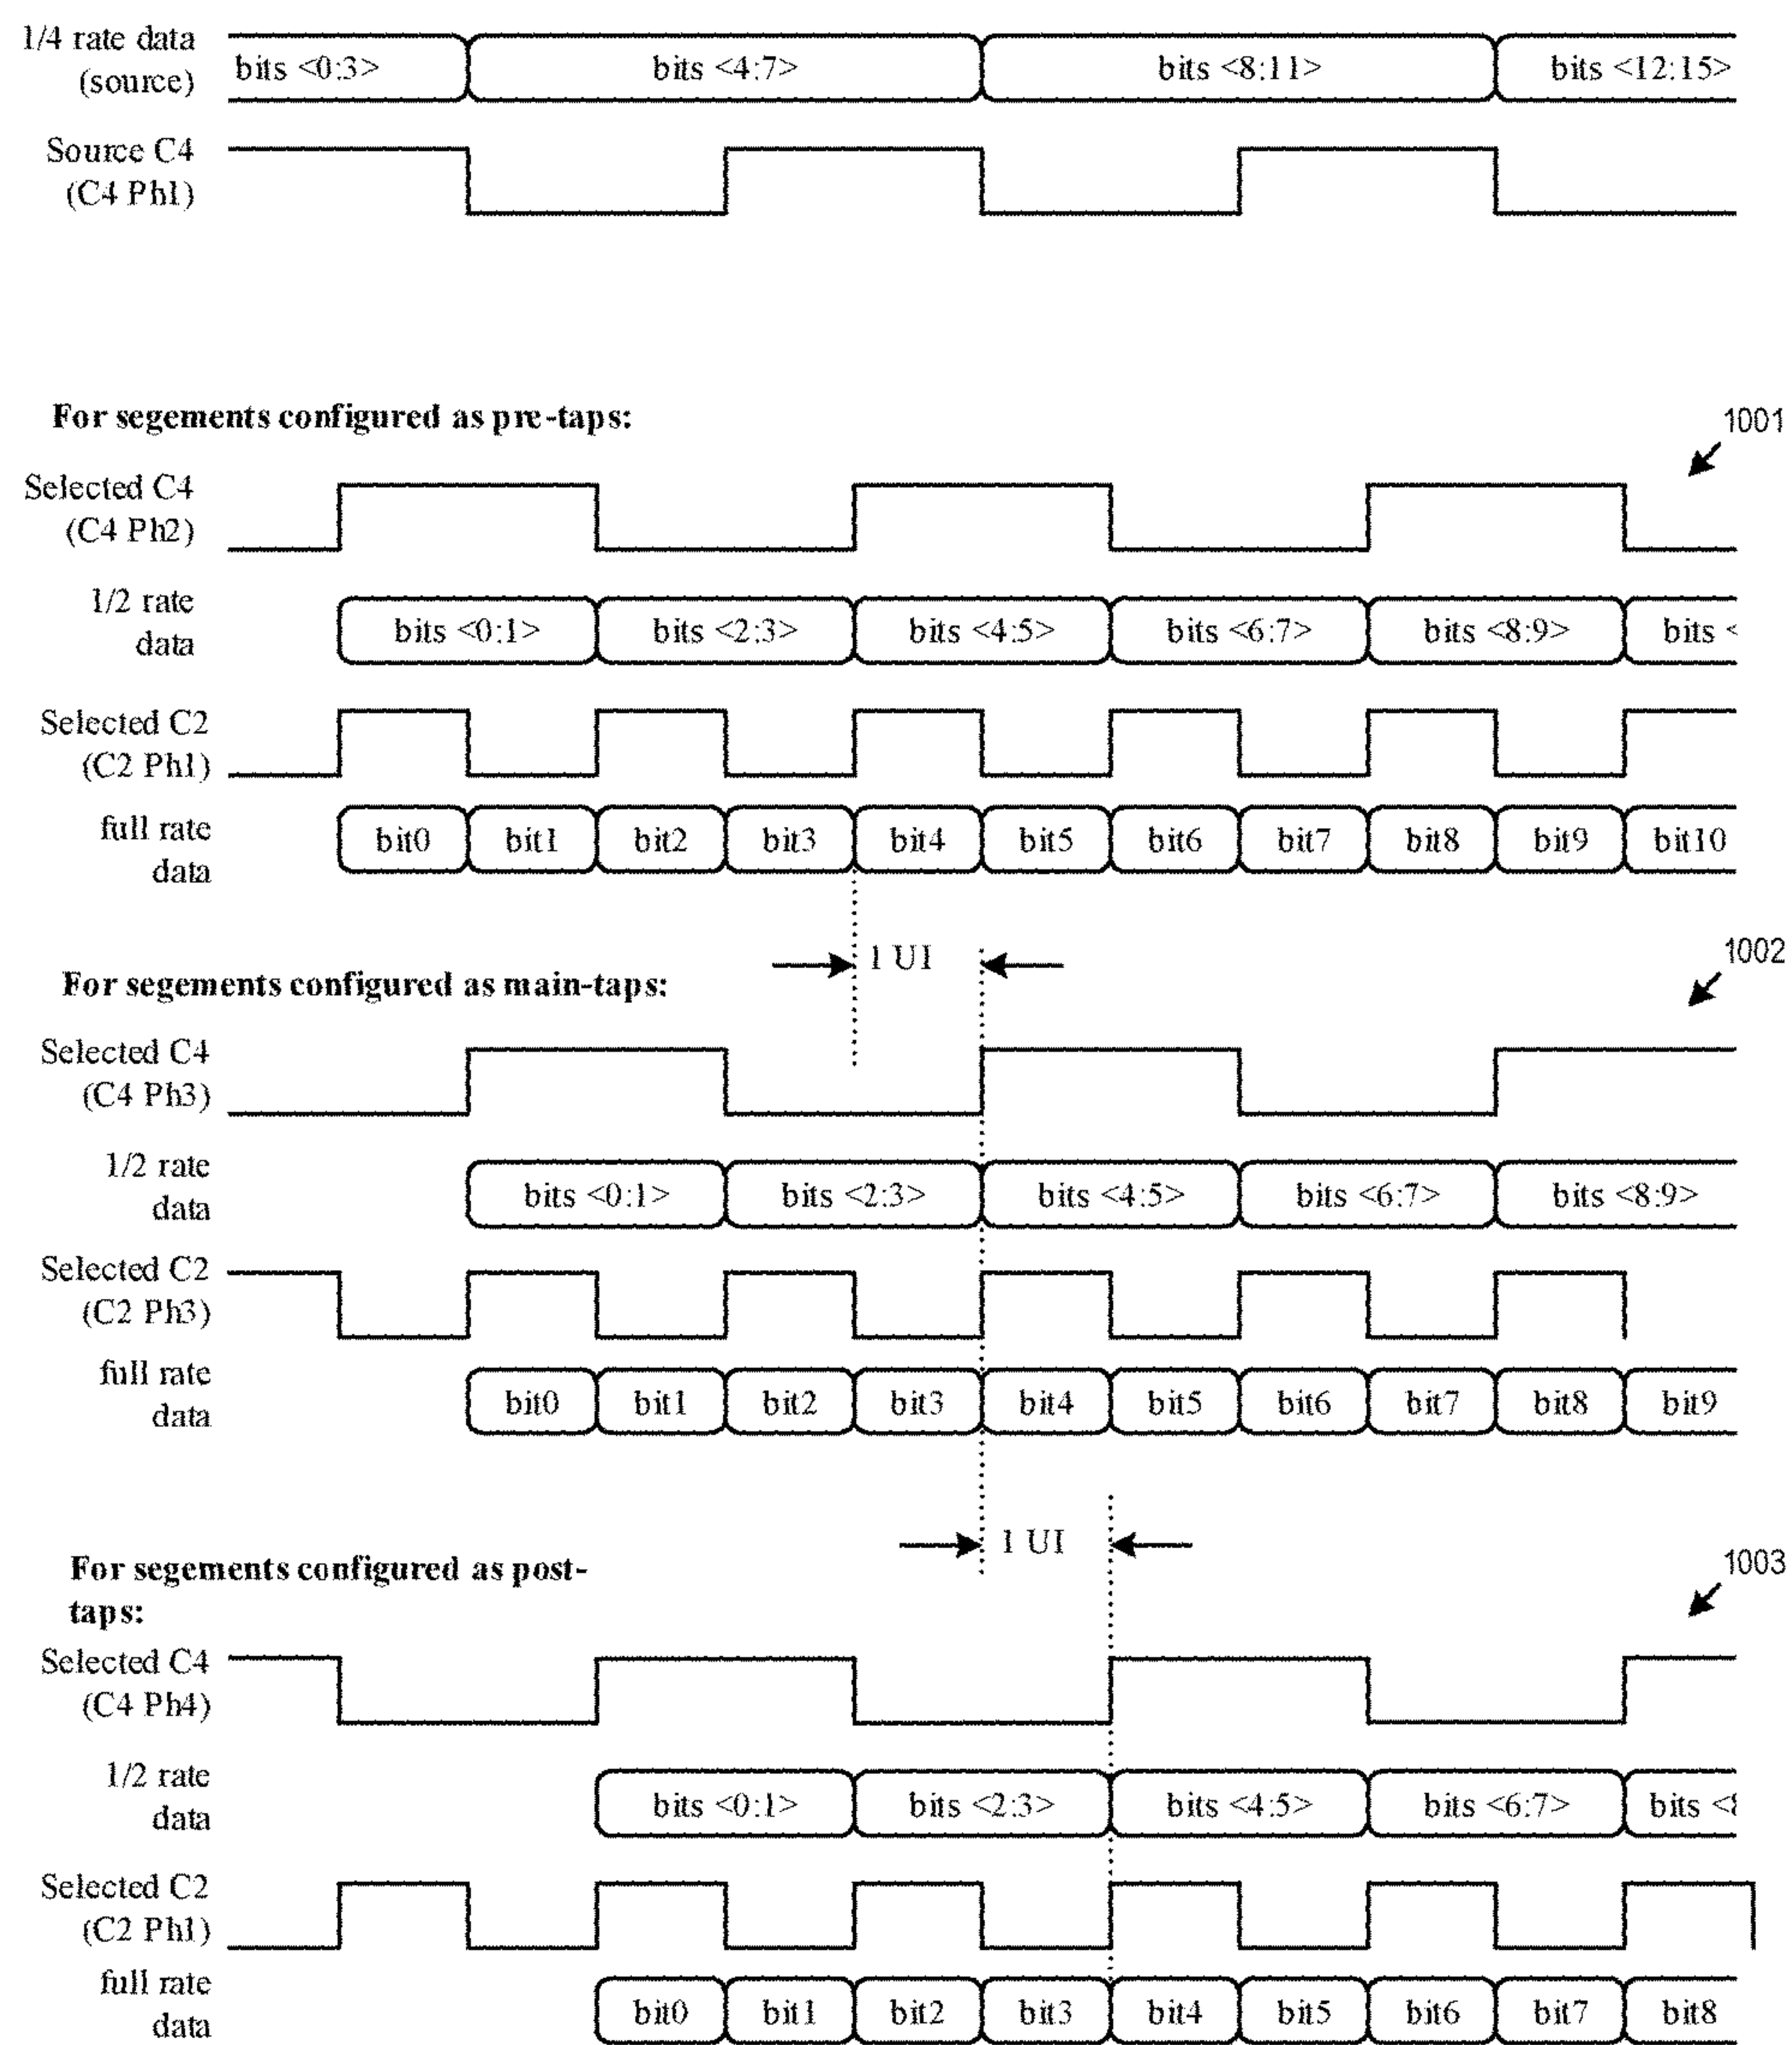 1/4 rate data
(source)
bits <0:3> bits <4:7> bits <8:11> bits <12:15>
Source C4
(C4 Ph1)
For segements configured as pre-taps:
1001
Selected C4
(C4 Ph2)
1/2 rate
data
bits <0:1> bits <2:3> bits <4:5> bits <6:7> bits <8:9> bits <
Selected C2
(C2 Ph1)
full rate
data
bit0 bit1 bit2 bit3 bit4 bit5 bit6 bit7 bit8 bit9 bit10
1 UI
1002
For segements configured as main-taps:
Selected C4
(C4 Ph3)
1/2 rate
data
bits <0:1> bits <2:3> bits <4:5> bits <6:7> bits <8:9>
Selected C2
(C2 Ph3)
full rate
data
bit0 bit1 bit2 bit3 bit4 bit5 bit6 bit7 bit8 bit9
1 UI
1003
For segements configured as post-
taps:
Selected C4
(C4 Ph4)
1/2 rate
data
bits <0:1> bits <2:3> bits <4:5> bits <6:7> bits <8
Selected C2
(C2 Ph1)
full rate
data
bit0 bit1 bit2 bit3 bit4 bit5 bit6 bit7 bit8